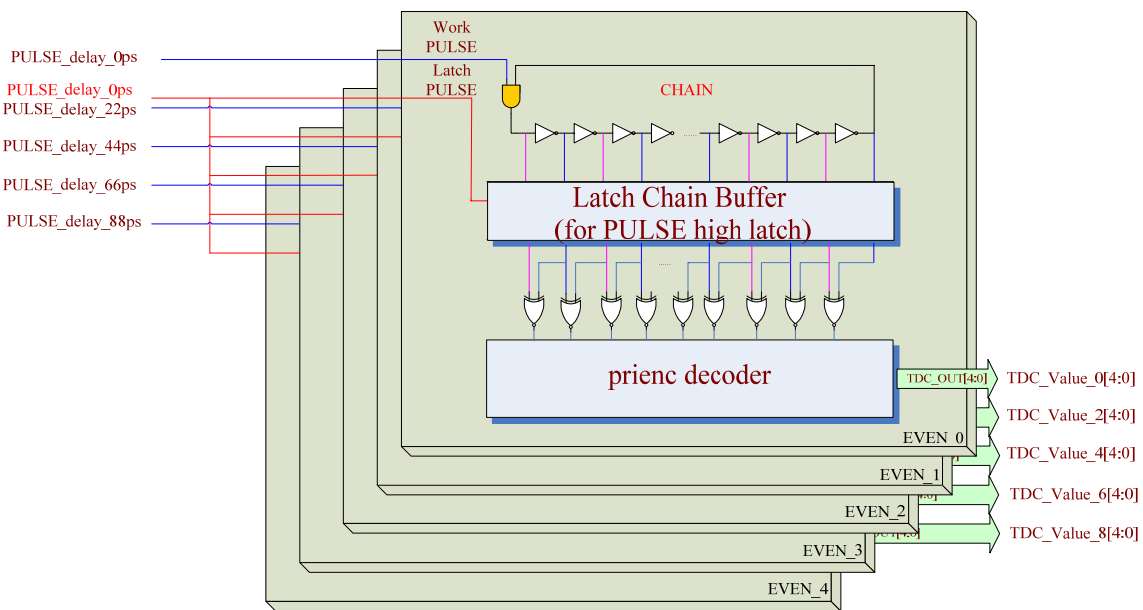 Work
PULSE
PULSE_delay_0ps
Latch
PULSE
PULSE_delay_0ps
CHAIN
PULSE_delay_22ps
......
PULSE_delay_44ps
PULSE_delay_66ps
Latch Chain Buffer
PULSE_delay_88ps
(for PULSE high latch)
......
prienc decoder
TDC_OUT[4:0]
TDC_Value_0[4:0]
TDC_Value_2[4:0]
EVEN_0
TDC_Value_4[4:0]
EVEN_1
TDC_Value_6[4:0]
EVEN_2
TDC_Value_8[4:0]
EVEN_3
EVEN_4